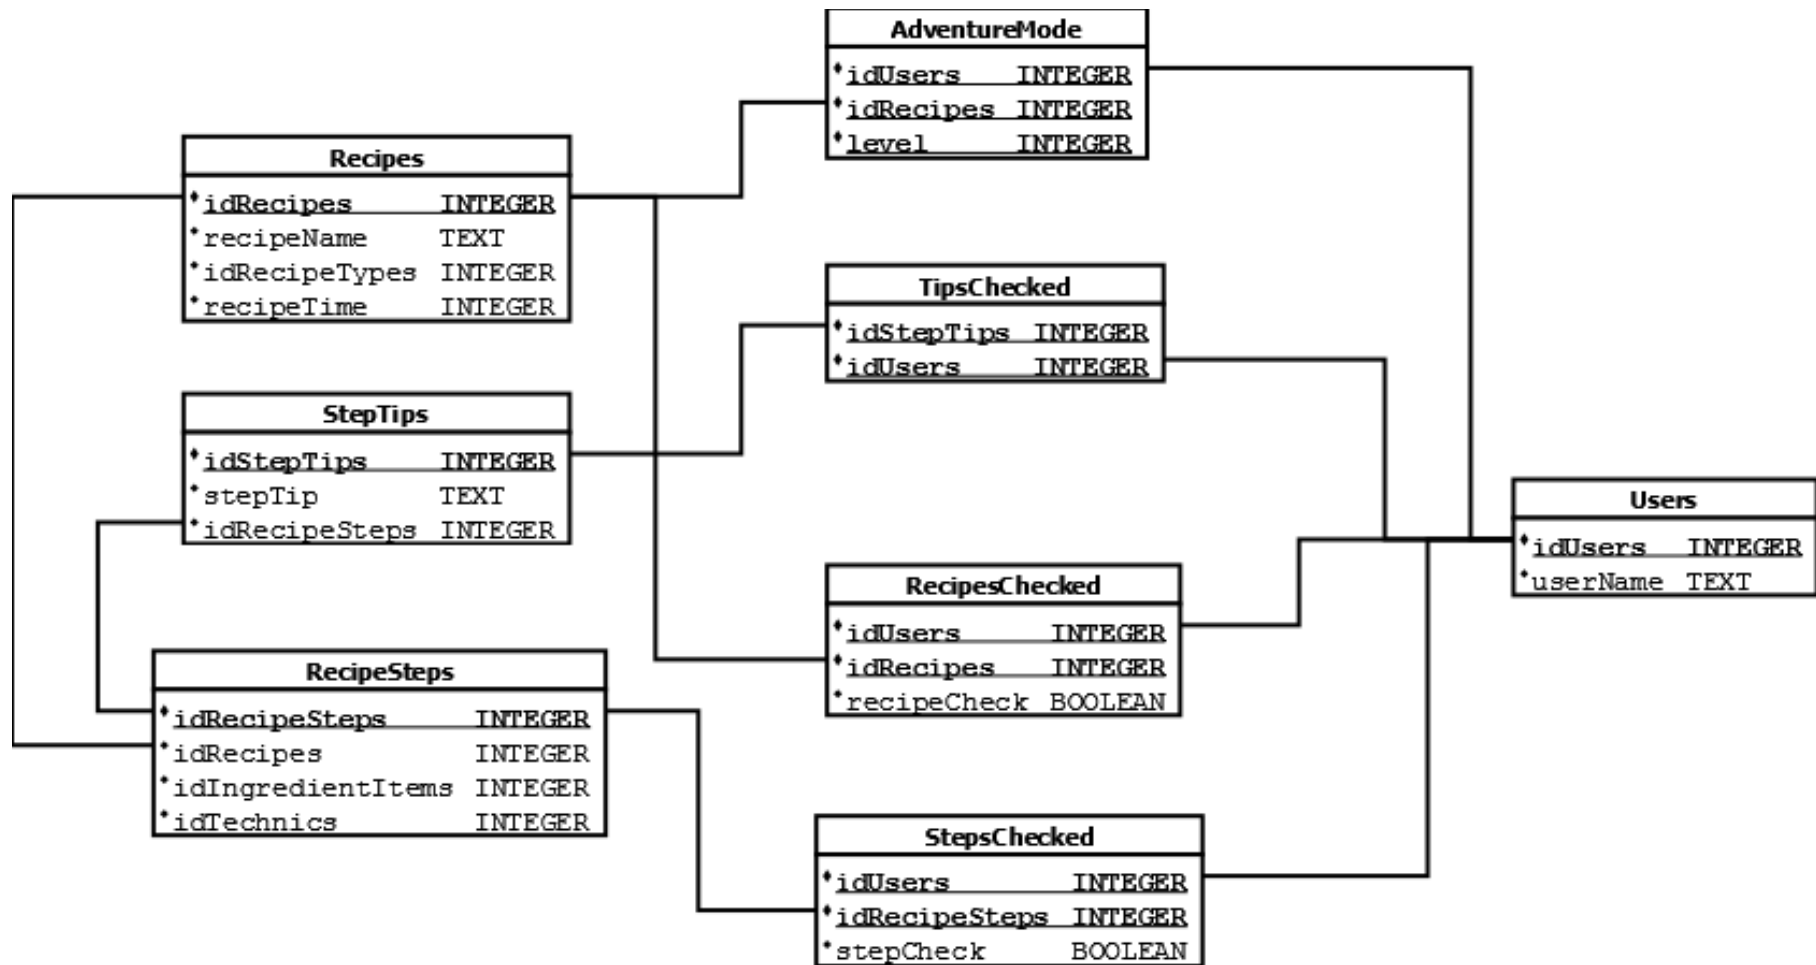 AdventureMode
idUsers INTEGER
idRecipes INTEGER
level INTEGER
Recipes
idRecipes INTEGER
recipeName TEXT
idRecipeTypes INTEGER
recipeTime INTEGER
TipsChecked
idStepTips INTEGER
idUsers INTEGER
StepTips
idStepTips INTEGER
stepTip TEXT
idRecipeSteps INTEGER
Users
idUsers INTEGER
userName TEXT
RecipesChecked
idUsers INTEGER
idRecipes INTEGER
recipeCheck BOOLEAN
RecipeSteps
idRecipeSteps INTEGER
idRecipes INTEGER
idIngredientItems INTEGER
idTechnics INTEGER
StepsChecked
idUsers INTEGER
idRecipeSteps INTEGER
stepCheck BOOLEAN